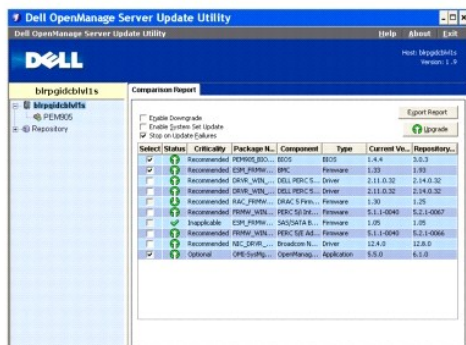 Dell OpenManage Server Update Utility
Dell OpenManage Server Update Utility Help About Exit
DELL
Host: blrpgidcblvl1s
Version: 1 .9
blrpgidcblvl1s
blrpgidcblvl1s
PEM905
Repository
Comparison Report
Enable Downgrade
Enable System Set Update
Stop on Update Failures
Export Report
Upgrade
Select Status Criticality Package N... Component Type Current Ve... Repository...
Recommended PEM905_BIO... BIOS BIOS 1.4.4 3.0.3
Recommended ESM_FRMW... BMC Firmware 1.33 1.93
Recommended DRVR_WIN_... DELL PERC 5... Driver 2.11.0.32 2.14.0.32
Recommended DRVR_WIN_... DELL PERC 5... Driver 2.11.0.32 2.14.0.32
Recommended RAC_FRMW... DRAC 5 Firm... Firmware 1.30 1.25
Inapplicable ESM_FRMW... SAS/SATA B... Firmware 1.05 1.05
Recommended FRMW_WIN... PERC 5/i Int... Firmware 5.1.1-0040 5.2.1-0067
Recommended FRMW_WIN... PERC 5/E Ad... Firmware 5.1.1-0040 5.2.1-0066
Recommended NIC_DRVR_... Broadcom N... Driver 12.4.0 12.8.0
Optional OME-SysMg... OpenManag... Application 5.5.0 6.1.0